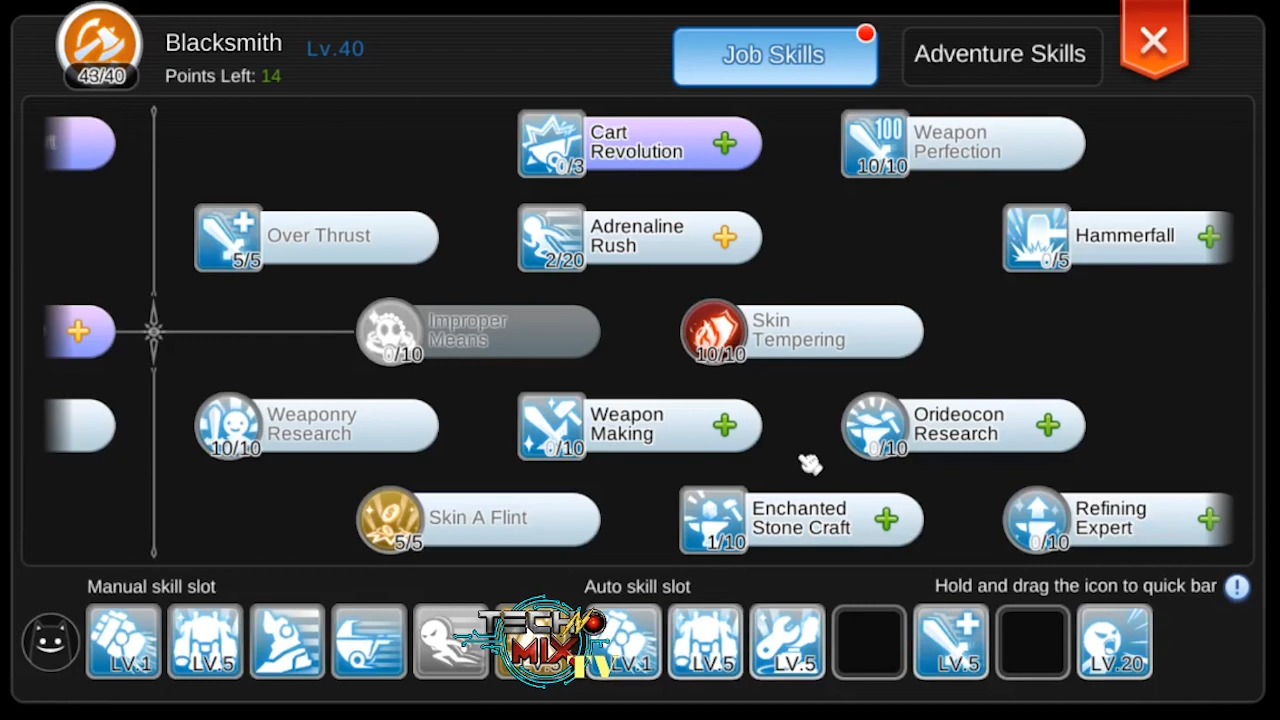 Blacksmith Lv.40
43/40
Points Left: 14
Job Skills
Adventure Skills
Cart
Revolution
0/3
100
Weapon
Perfection
10/10
Over Thrust
5/5
Adrenaline
Rush
2/20
Hammerfall
0/5
Improper
Means
0/10
Skin
Tempering
10/10
Weaponry
Research
10/10
Weapon
Making
0/10
Orideocon
Research
0/10
Skin A Flint
5/5
Enchanted
Stone Craft
1/10
Refining
Expert
0/10
Manual skill slot
Auto skill slot
Hold and drag the icon to quick bar
LV.1
LV.5
TECHNO
MIX
TV
LV.1
LV.5
LV.5
LV.5
LV.20